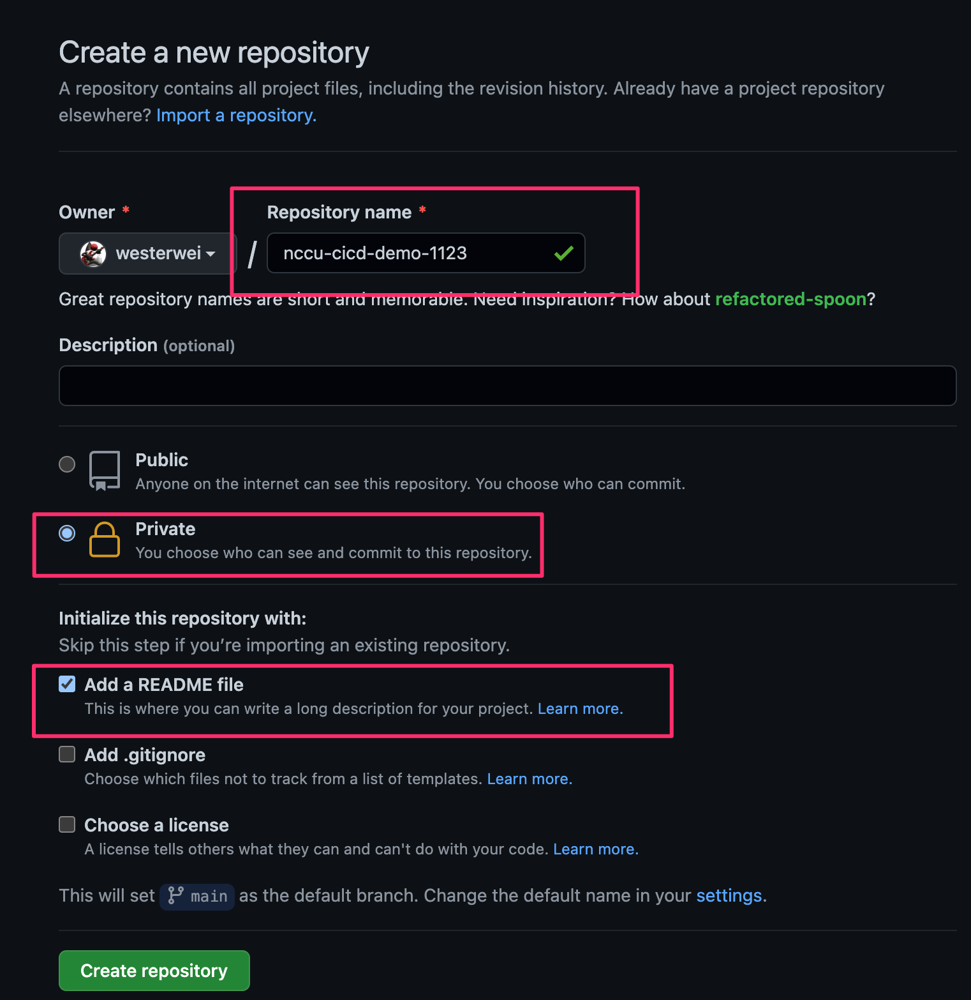 Create a new repository
A repository contains all project files, including the revision history. Already have a project repository
elsewhere? Import a repository.
Owner * Repository name *
westerwei / nccu-cicd-demo-1123
Great repository names are short and memorable. Need inspiration? How about refactored-spoon?
Description (optional)
Public
Anyone on the internet can see this repository. You choose who can commit.
Private
You choose who can see and commit to this repository.
Initialize this repository with:
Skip this step if you’re importing an existing repository.
Add a README file
This is where you can write a long description for your project. Learn more.
Add .gitignore
Choose which files not to track from a list of templates. Learn more.
Choose a license
A license tells others what they can and can't do with your code. Learn more.
This will set main as the default branch. Change the default name in your settings.
Create repository